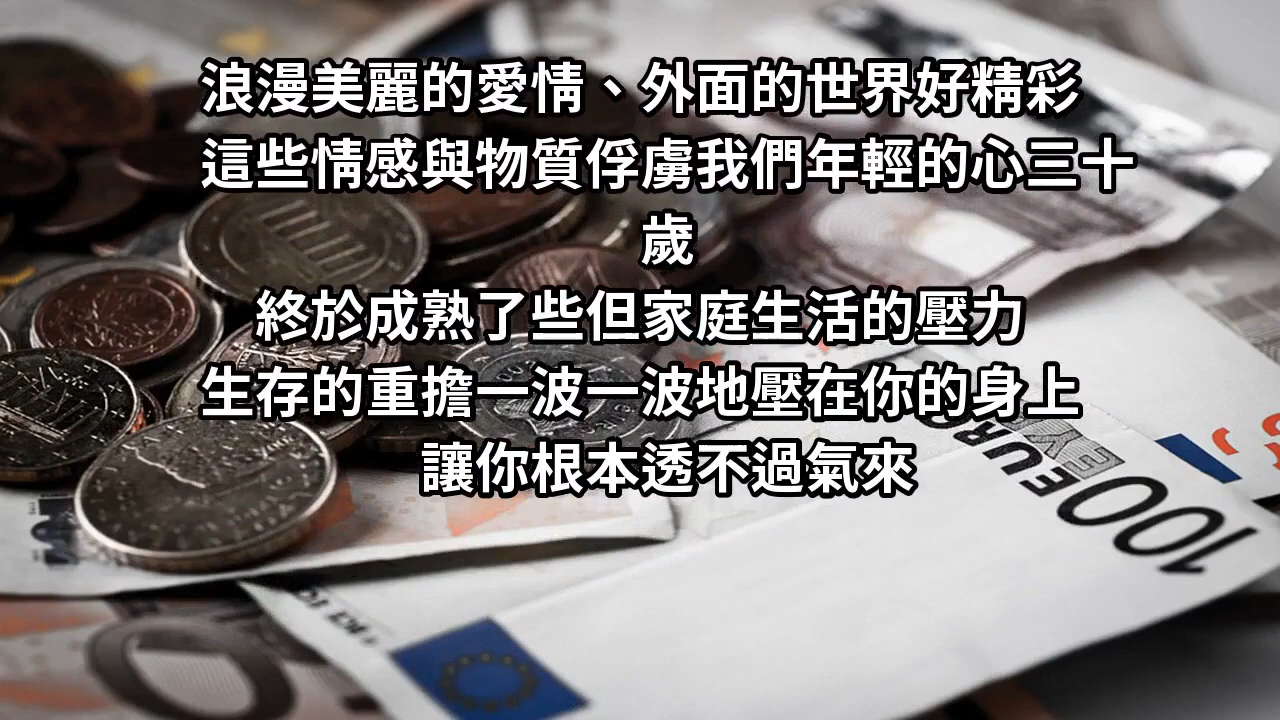 浪漫美麗的愛情、外面的世界好精彩
這些情感與物質俘虜我們年輕的心三十
歲
終於成熟了些但家庭生活的壓力
生存的重擔一波一波地壓在你的身上
讓你根本透不過氣來
EURO
100